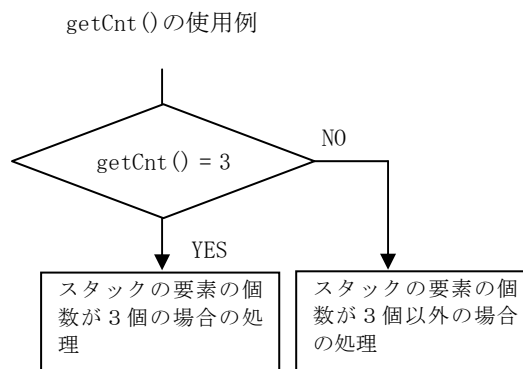 getCnt()の使用例
getCnt() = 3
NO
YES
スタックの要素の個
数が３個の場合の処
理
スタックの要素の個
数が３個以外の場合
の処理